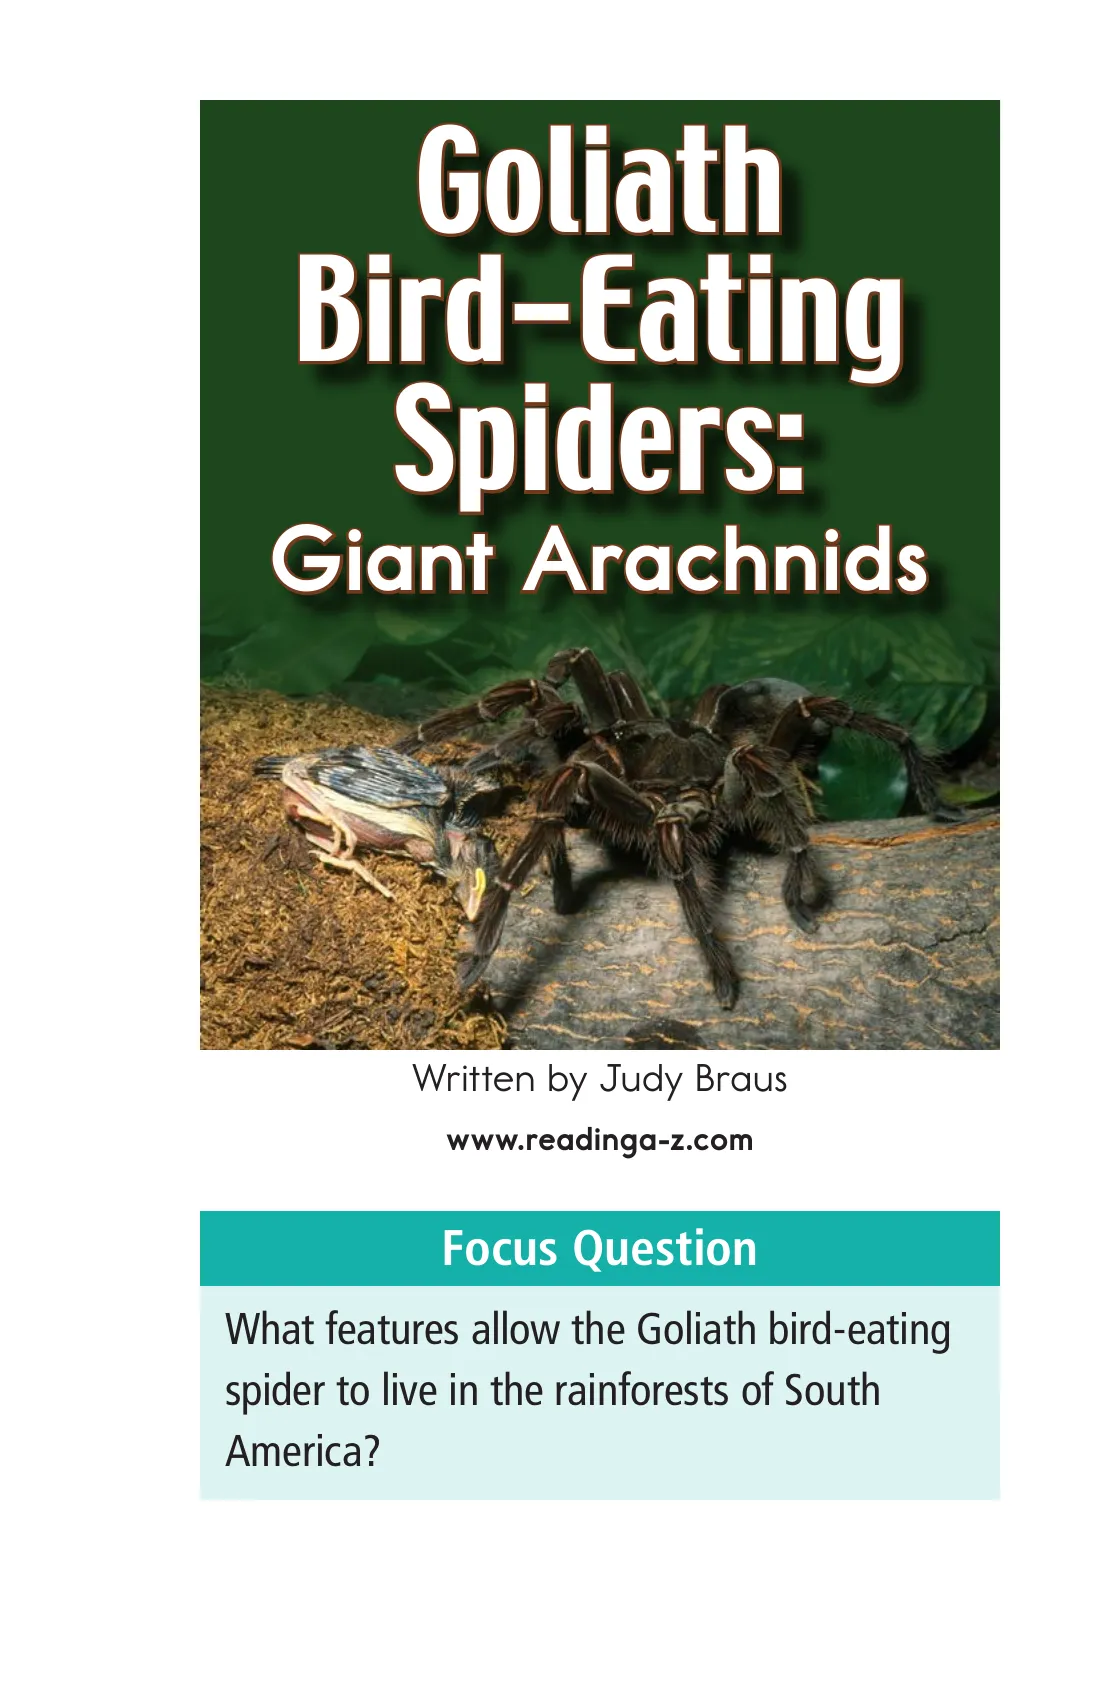 Goliath
Bird-Eating
Spiders:
Giant Arachnids
Written by Judy Braus
www.readinga-z.com
Focus Question
What features allow the Goliath bird-eating
spider to live in the rainforests of South
America?